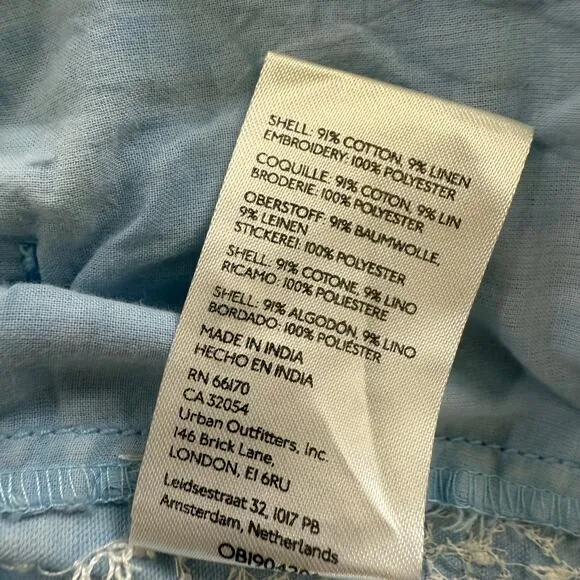 SHELL: 91% COTTON, 9% LINEN
EMBROIDERY: 100% POLYESTER
COQUILLE: 91% COTON, 9% LIN
BRODERIE: 100% POLYESTER
OBERSTOFF: 91% BAUMWOLLE,
9% LEINEN
STICKEREI: 100% POLYESTER
SHELL: 91% COTONE, 9% LINO
RICAMO: 100% POLIESTERE
SHELL: 91% ALGODÓN, 9% LINO
BORDADO: 100% POLIÉSTER
MADE IN INDIA
HECHO EN INDIA
RN 66170
CA 32054
Urban Outfitters, Inc.
146 Brick Lane,
LONDON, E1 6RU
Leidsestraat 32, 1017 PB
Amsterdam, Netherlands